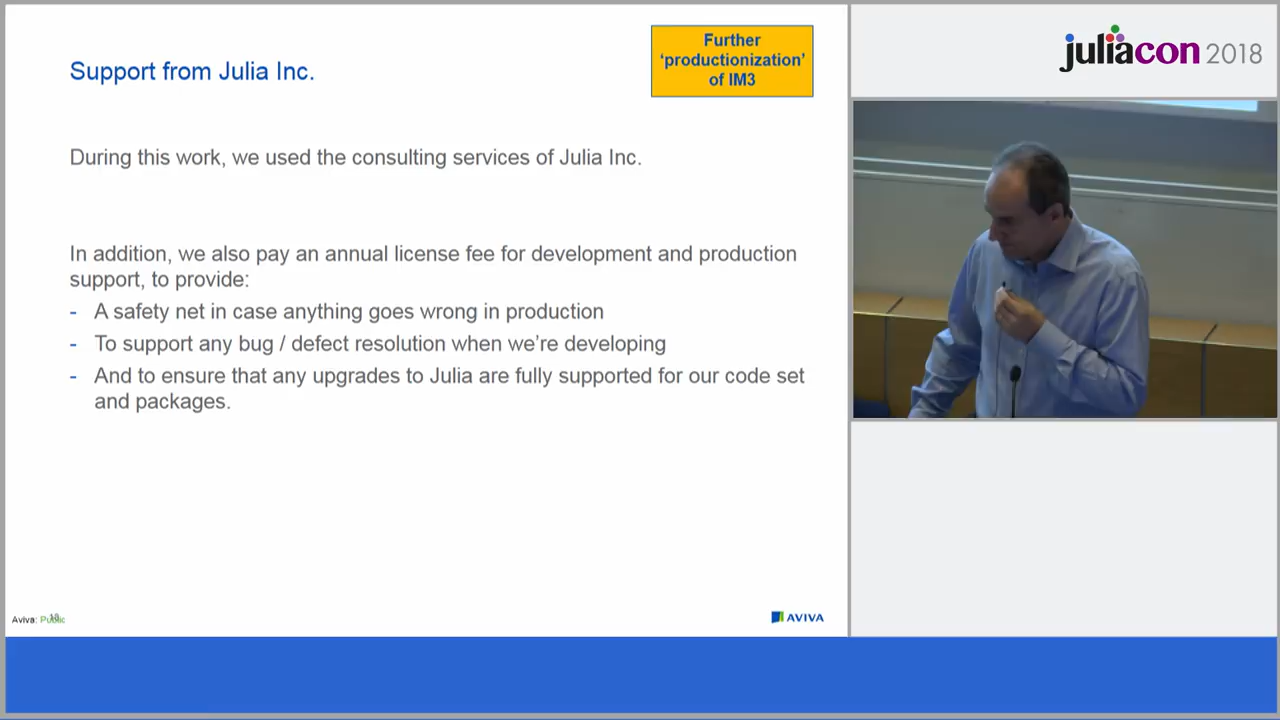 Support from Julia Inc.
Further
‘productionization’
of IM3
During this work, we used the consulting services of Julia Inc.
In addition, we also pay an annual license fee for development and production
support, to provide:
- A safety net in case anything goes wrong in production
- To support any bug / defect resolution when we’re developing
- And to ensure that any upgrades to Julia are fully supported for our code set
and packages.
Aviva: Public
AVIVA
juliacon 2018